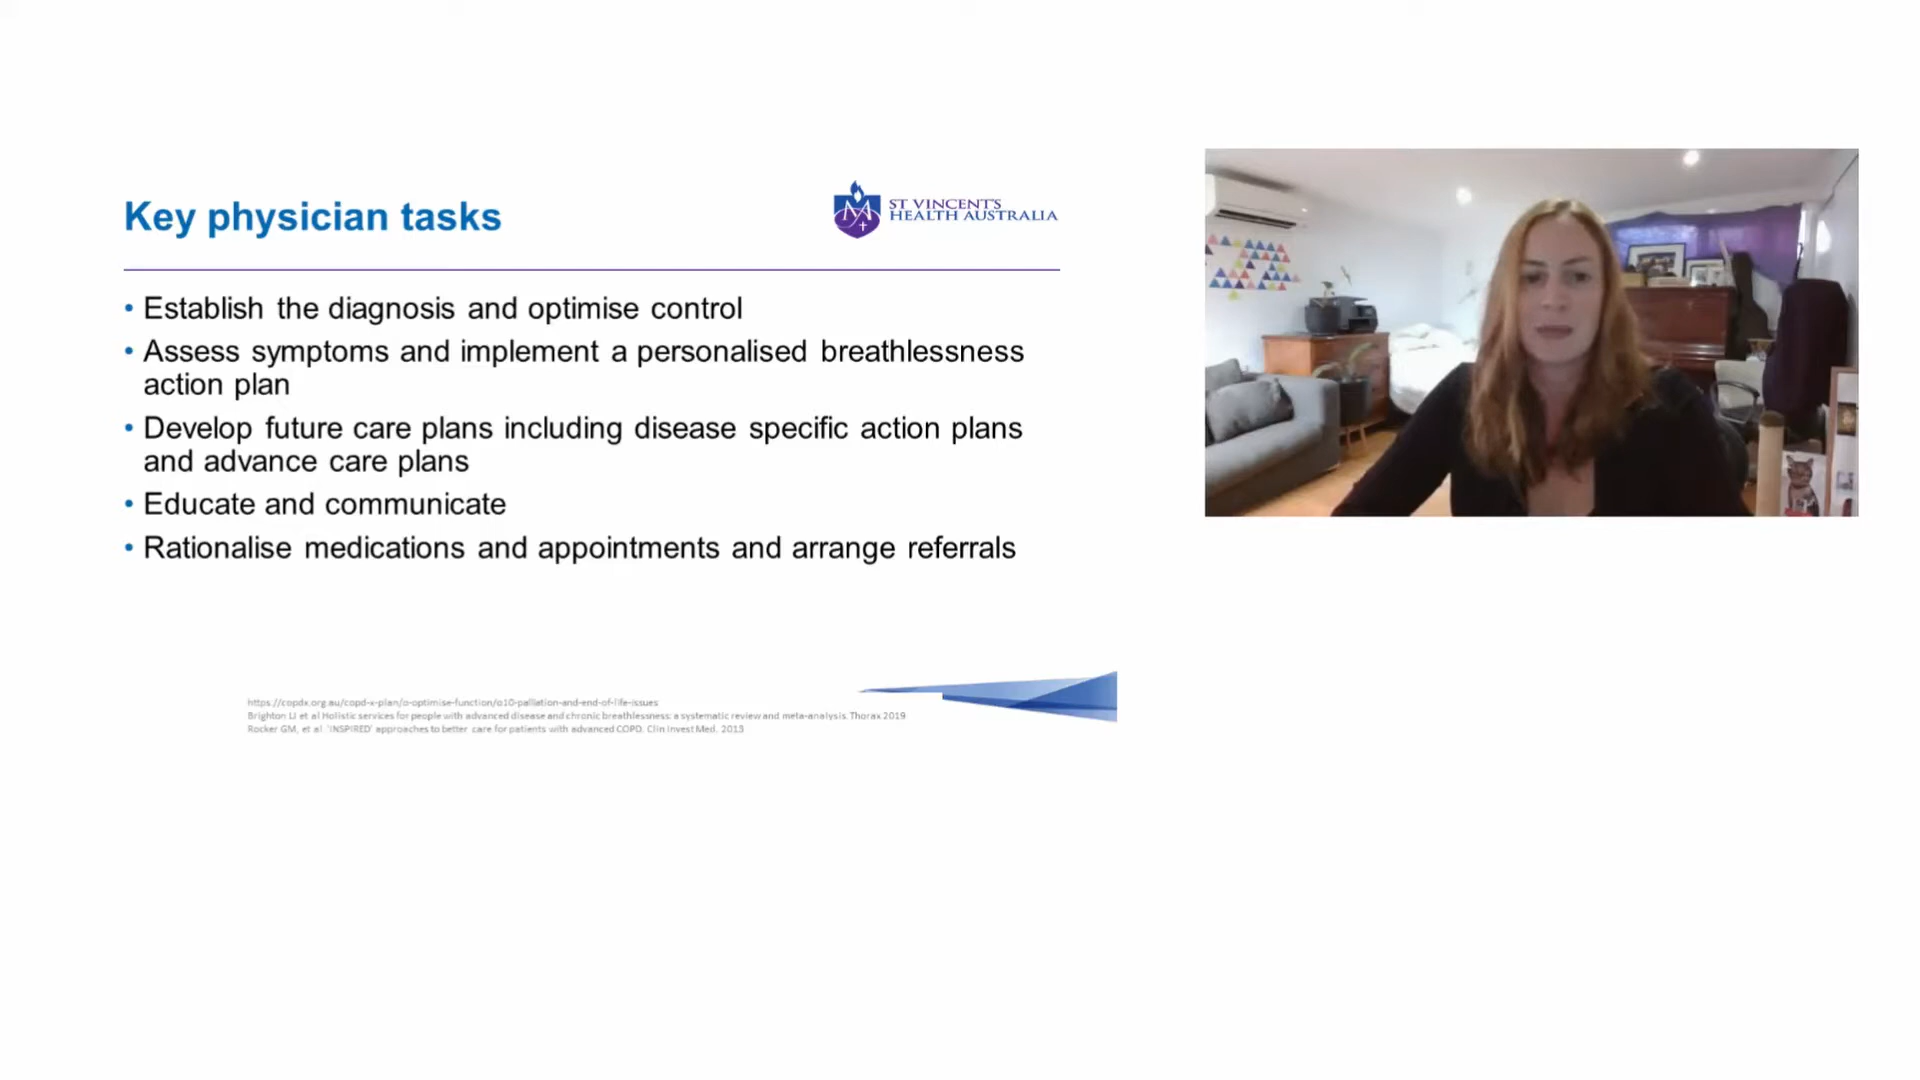 Key physician tasks
ST VINCENT'S
HEALTH AUSTRALIA
• Establish the diagnosis and optimise control
• Assess symptoms and implement a personalised breathlessness
action plan
• Develop future care plans including disease specific action plans
and advance care plans
• Educate and communicate
• Rationalise medications and appointments and arrange referrals
https://copdx.org.au/copd-x-plan/o-optimise-function/o10-palliation-and-end-of-life-issues
Brighton LJ et al Holistic services for people with advanced disease and chronic breathlessness: a systematic review and meta-analysis. Thorax 2019
Rocker GM, et al. 'INSPIRED' approaches to better care for patients with advanced COPD. Clin Invest Med. 2013